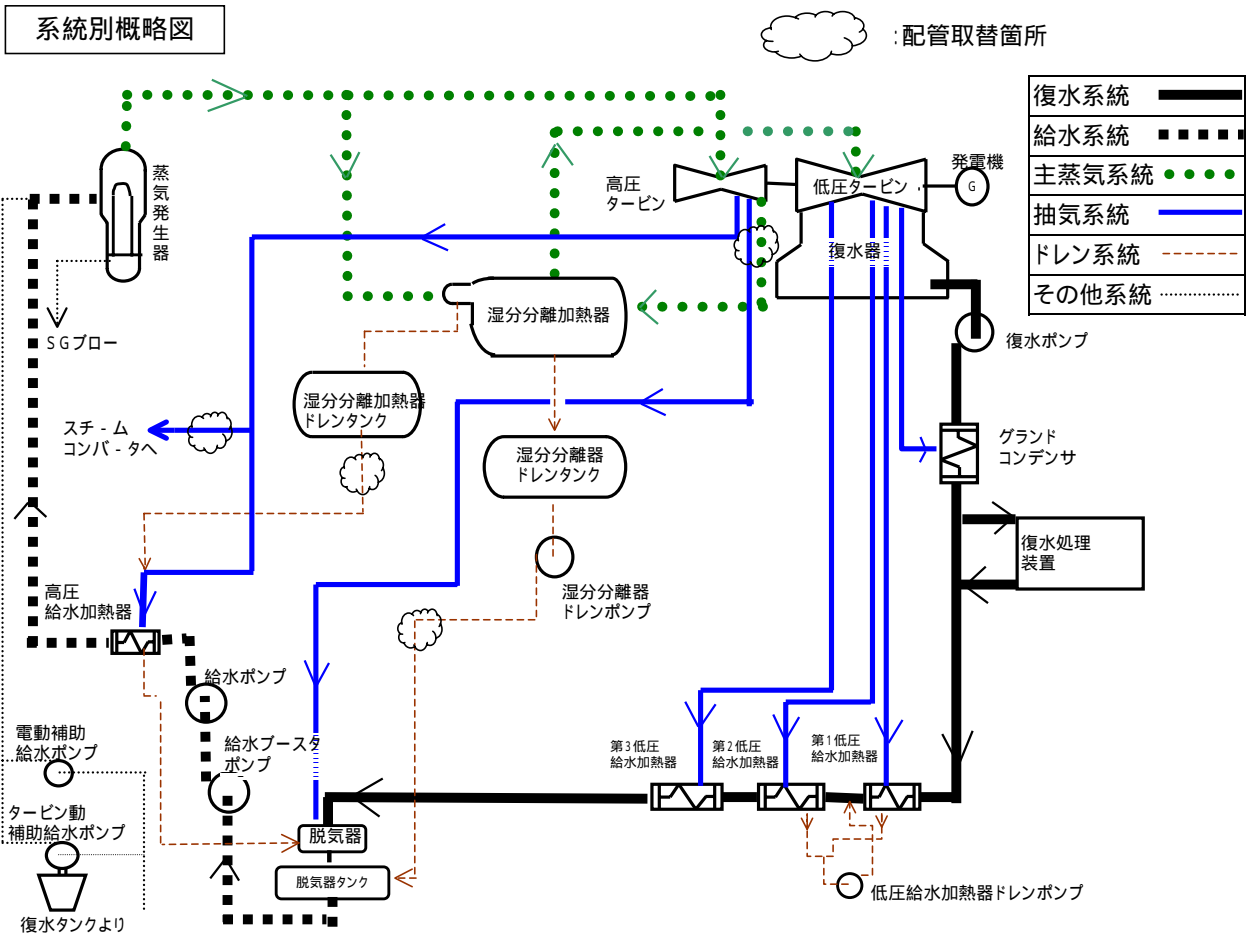 系統別概略図
:配管取替箇所
復水系統
給水系統
主蒸気系統
抽気系統
ドレン系統
その他系統
蒸気発生器
高圧
タービン
低圧タービン
発電機
G
復水器
SGブロー
湿分分離加熱器
復水ポンプ
湿分分離加熱器
ドレンタンク
スチ-ム
コンバ-タへ
湿分分離器
ドレンタンク
グランド
コンデンサ
復水処理
装置
高圧
給水加熱器
湿分分離器
ドレンポンプ
給水ポンプ
電動補助
給水ポンプ
給水ブースタ
ポンプ
第3低圧
給水加熱器
第2低圧
給水加熱器
第1低圧
給水加熱器
タービン動
補助給水ポンプ
脱気器
脱気器タンク
低圧給水加熱器ドレンポンプ
復水タンクより